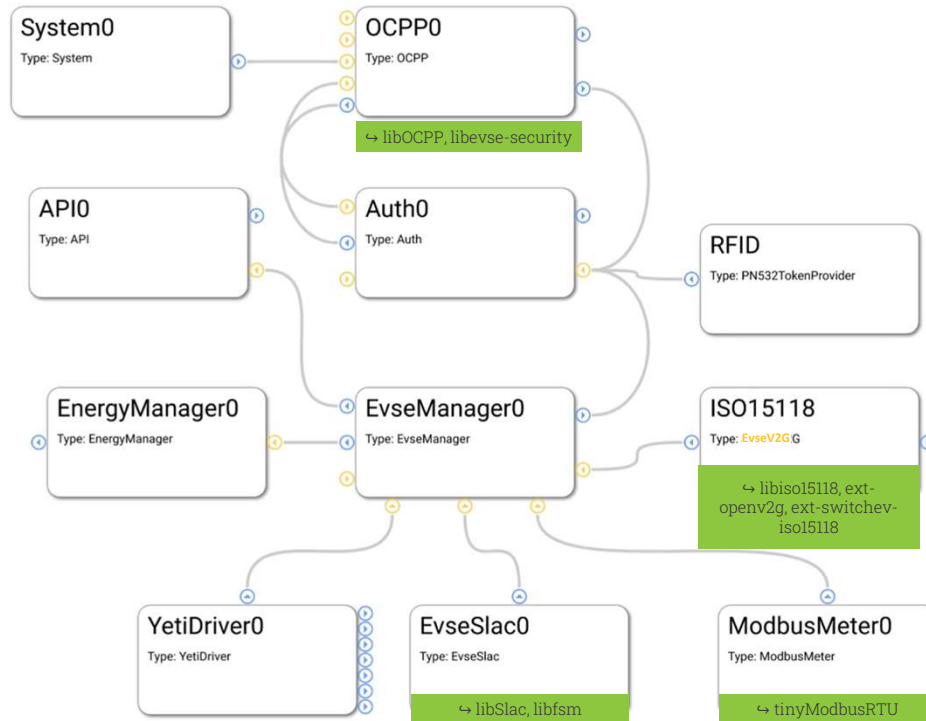 System0
Type: System
OCPP0
Type: OCPP
↪ libOCPP, libevse-security
API0
Type: API
Auth0
Type: Auth
RFID
Type: PN532TokenProvider
EnergyManager0
Type: EnergyManager
EvseManager0
Type: EvseManager
ISO15118
Type: EvseV2G:G
↪ libiso15118, ext-
openv2g, ext-switchev-
iso15118
YetiDriver0
Type: YetiDriver
EvseSlac0
Type: EvseSlac
↪ libSlac, libfsm
ModbusMeter0
Type: ModbusMeter
↪ tinyModbusRTU